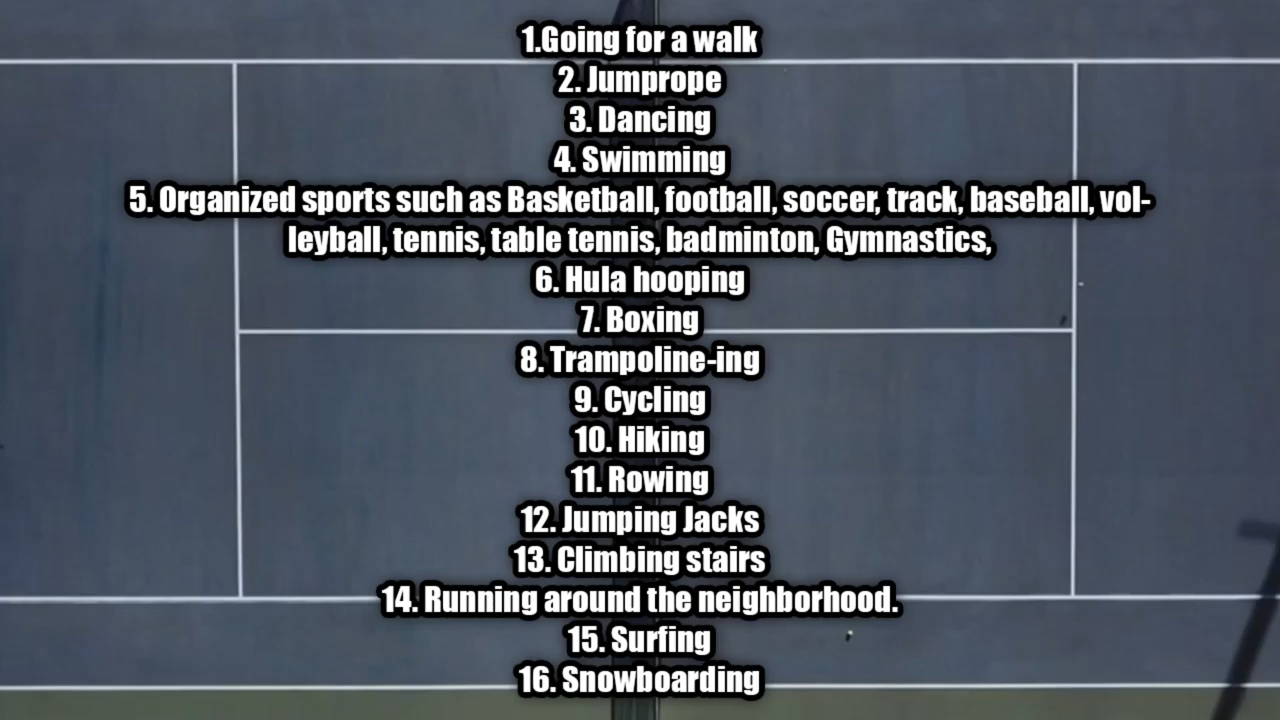 1.Going for a walk
2. Jumprope
3. Dancing
4. Swimming
5. Organized sports such as Basketball, football, soccer, track, baseball, vol-
leyball, tennis, table tennis, badminton, Gymnastics,
6. Hula hooping
7. Boxing
8. Trampoline-ing
9. Cycling
10. Hiking
11. Rowing
12. Jumping Jacks
13. Climbing stairs
14. Running around the neighborhood.
15. Surfing
16. Snowboarding